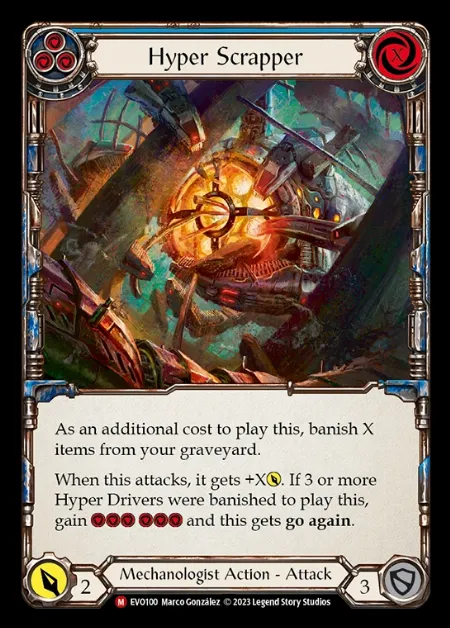 X
Hyper Scrapper
As an additional cost to play this, banish X
items from your graveyard.
When this attacks, it gets +X. If 3 or more
Hyper Drivers were banished to play this,
gain and this gets go again.
2
Mechanologist Action - Attack
3
M EVO100 Marco González © 2023 Legend Story Studios